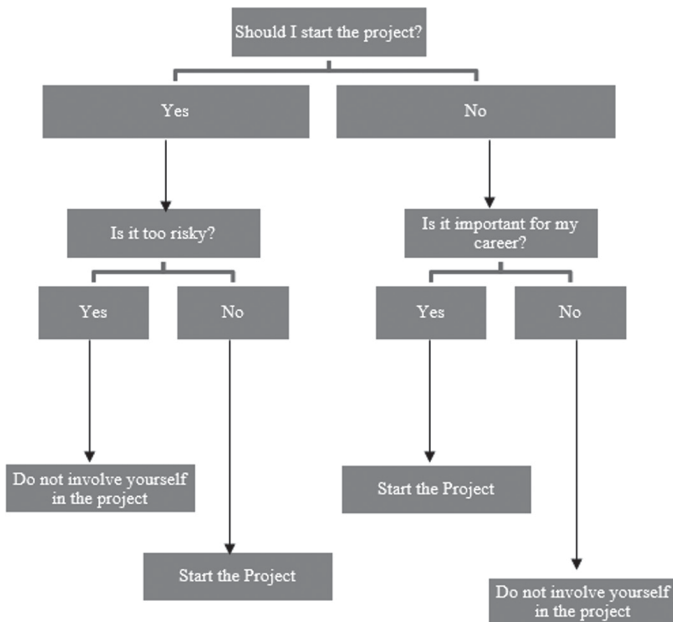 Should I start the project?
Yes
No
Is it too risky?
Is it important for my
career?
Yes
No
Yes
No
Do not involve yourself
in the project
Start the Project
Start the Project
Do not involve yourself
in the project